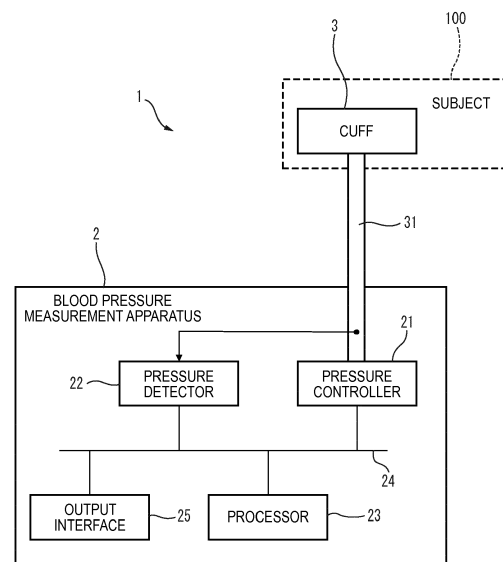 100
3
SUBJECT
1
CUFF
31
2
BLOOD PRESSURE
MEASUREMENT APPARATUS
21
22
PRESSURE
DETECTOR
PRESSURE
CONTROLLER
24
OUTPUT
INTERFACE
25
PROCESSOR
23